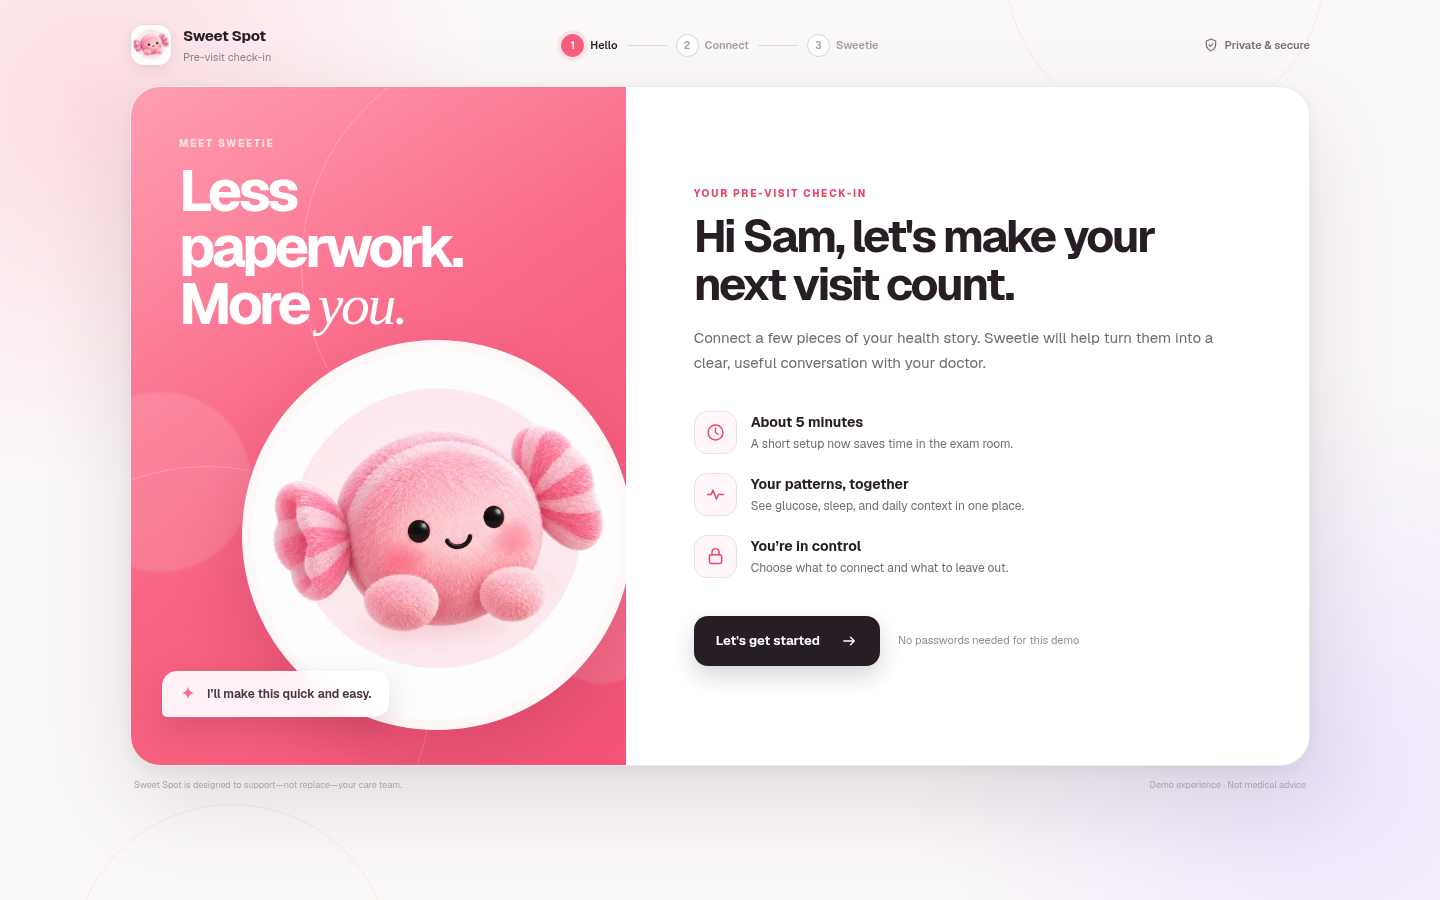 Sweet Spot
Pre-visit check-in
1 Hello
2 Connect
3 Sweetie
Private & secure
MEET SWEETIE
Less
paperwork.
More you.
I’ll make this quick and easy.
YOUR PRE-VISIT CHECK-IN
Hi Sam, let's make your
next visit count.
Connect a few pieces of your health story. Sweetie will help turn them into a
clear, useful conversation with your doctor.
About 5 minutes
A short setup now saves time in the exam room.
Your patterns, together
See glucose, sleep, and daily context in one place.
You’re in control
Choose what to connect and what to leave out.
Let's get started →
No passwords needed for this demo
Sweet Spot is designed to support—not replace—your care team.
Demo experience · Not medical advice